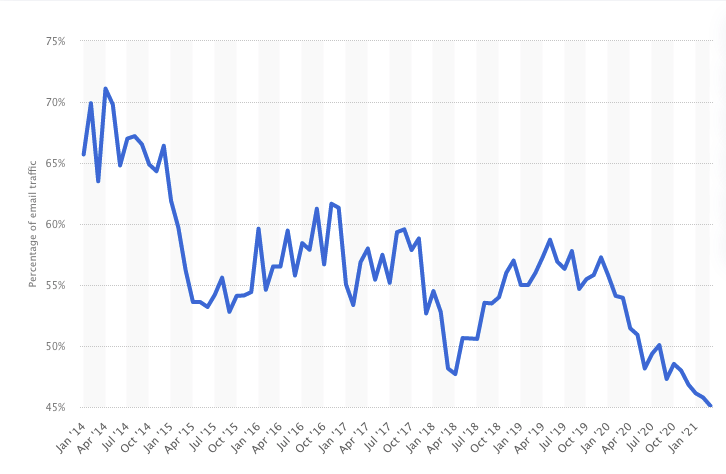 75%
70%
65%
60%
55%
50%
45%
Percentage of email traffic
Jan '14
Apr '14
Jul '14
Oct '14
Jan '15
Apr '15
Jul '15
Oct '15
Jan '16
Apr '16
Jul '16
Oct '16
Jan '17
Apr '17
Jul '17
Oct '17
Jan '18
Apr '18
Jul '18
Oct '18
Jan '19
Apr '19
Jul '19
Oct '19
Jan '20
Apr '20
Jul '20
Oct '20
Jan '21